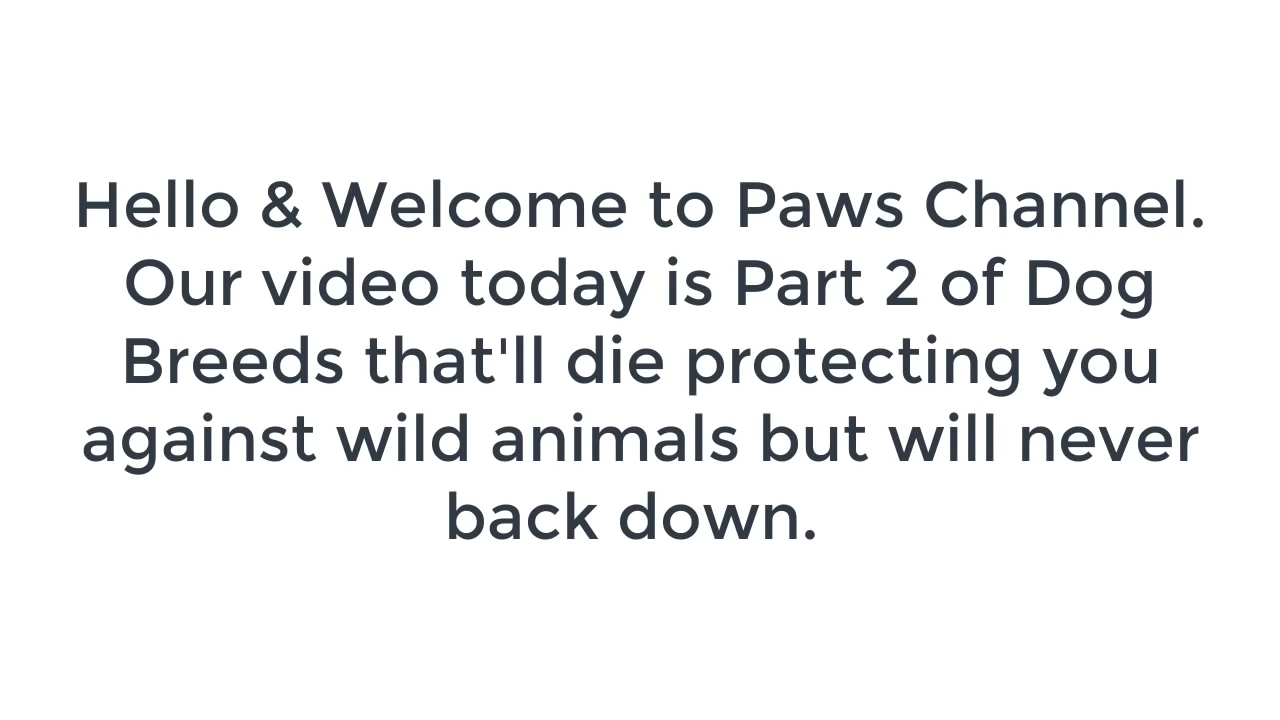 Hello & Welcome to Paws Channel.
Our video today is Part 2 of Dog
Breeds that'll die protecting you
against wild animals but will never
back down.